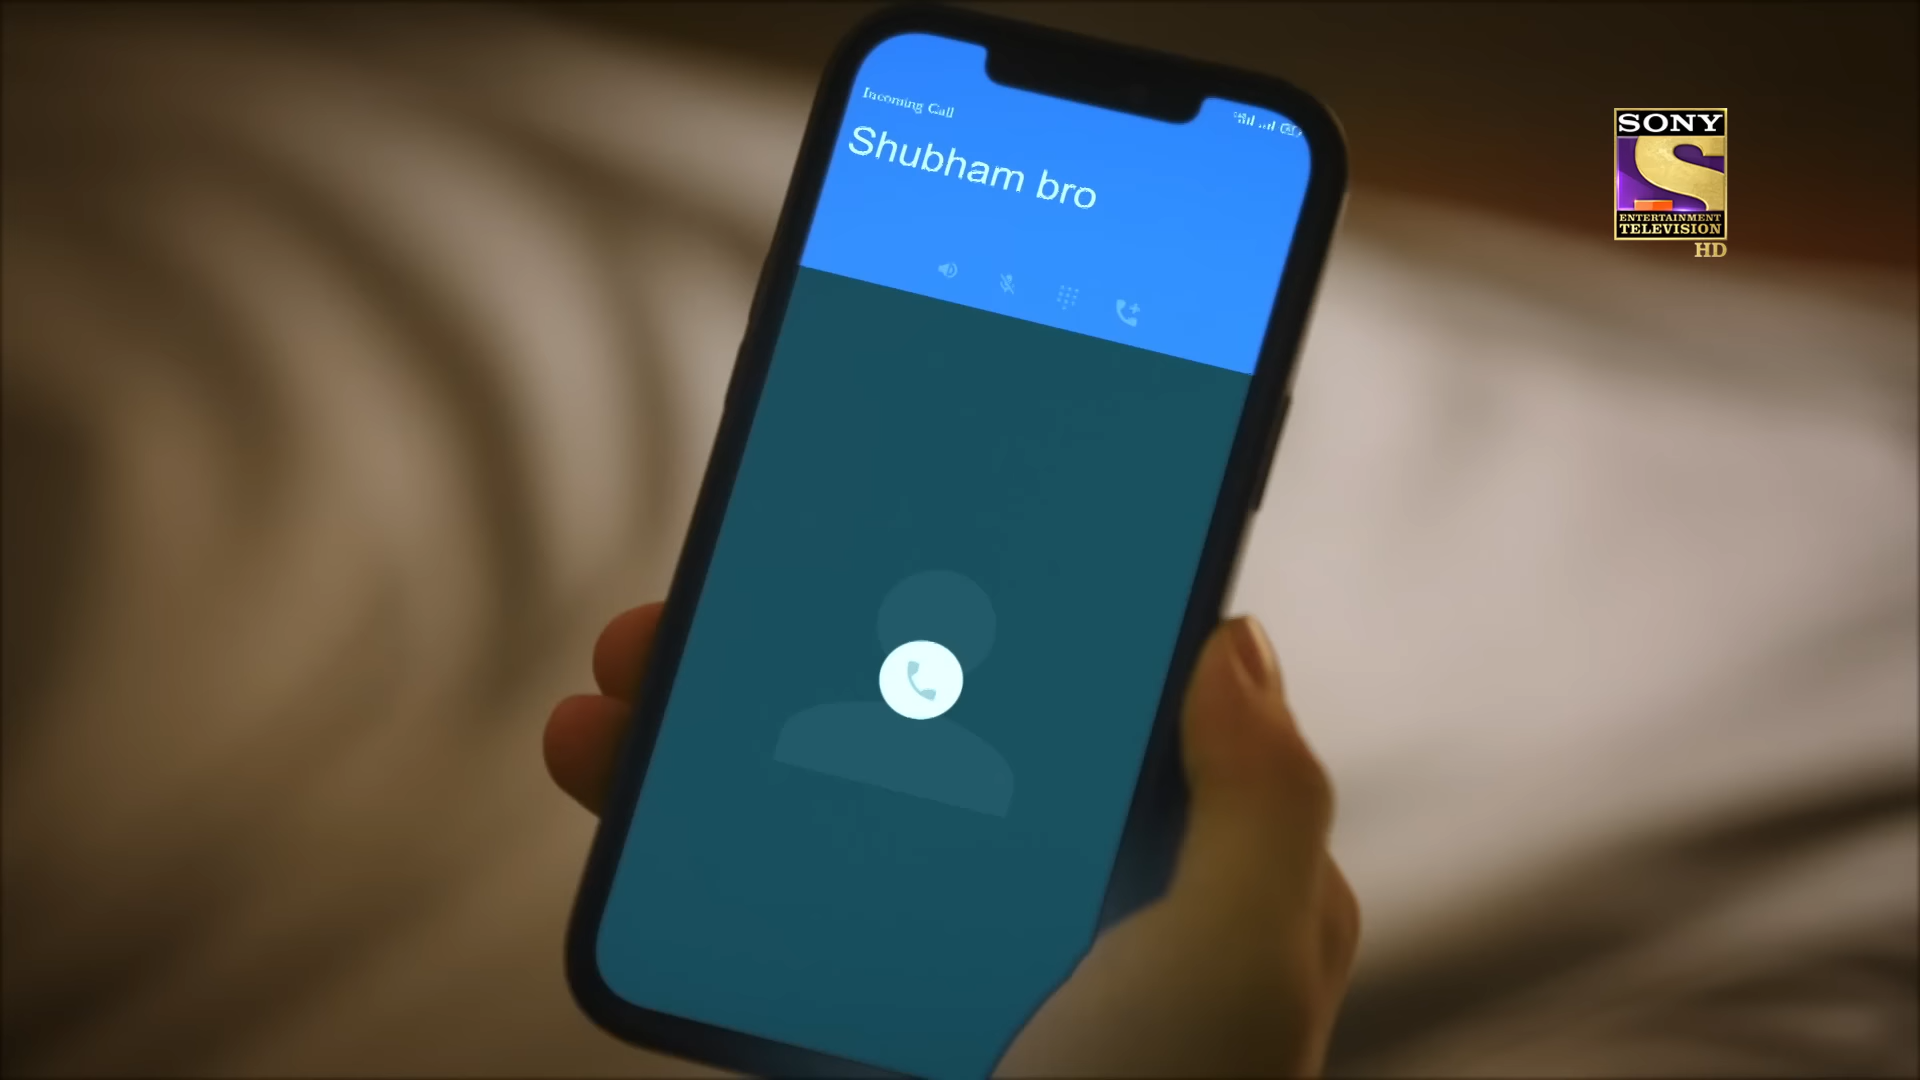 Incoming Call
Shubham bro
SONY
ENTERTAINMENT
TELEVISION
HD